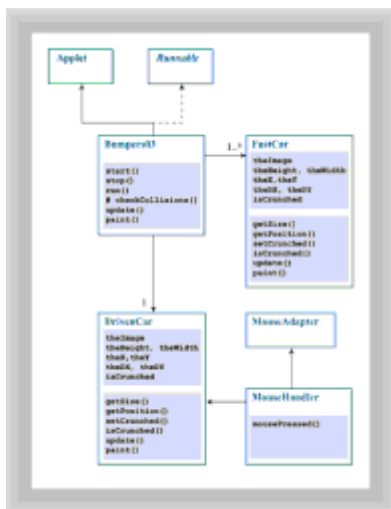 Applet
Runnable
Bumpers03
start()
stop()
run()
# checkCollisions()
update()
paint()
1..*
FastCar
theImage
theHeight, theWidth
theX,theY
theDX, theDY
isCrunched
getSize()
getPosition()
setCrunched()
isCrunched()
update()
paint()
1
DrivenCar
theImage
theHeight, theWidth
theX,theY
theDX, theDY
isCrunched
getSize()
getPosition()
setCrunched()
isCrunched()
update()
paint()
MouseAdapter
MouseHandler
mousePressed()